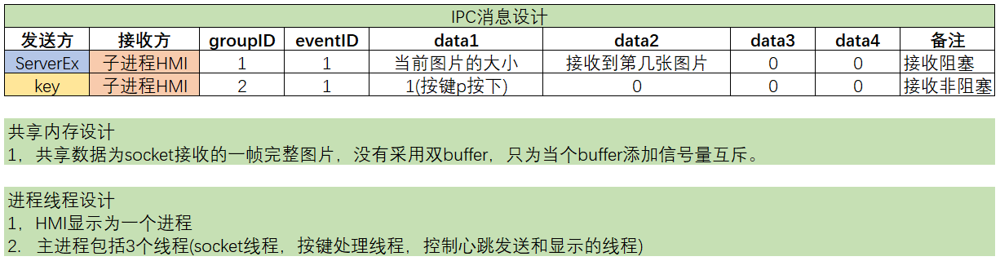 IPC消息设计
发送方 接收方 groupID eventID data1 data2 data3 data4 备注
ServerEx 子进程HMI 1 1 当前图片的大小 接收到第几张图片 0 0 接收阻塞
key 子进程HMI 2 1 1(按键p按下) 0 0 0 接收非阻塞
共享内存设计
1，共享数据为socket接收的一帧完整图片，没有采用双buffer，只为当个buffer添加信号量互斥。
进程线程设计
1，HMI显示为一个进程
2．主进程包括3个线程(socket线程，按键处理线程，控制心跳发送和显示的线程)